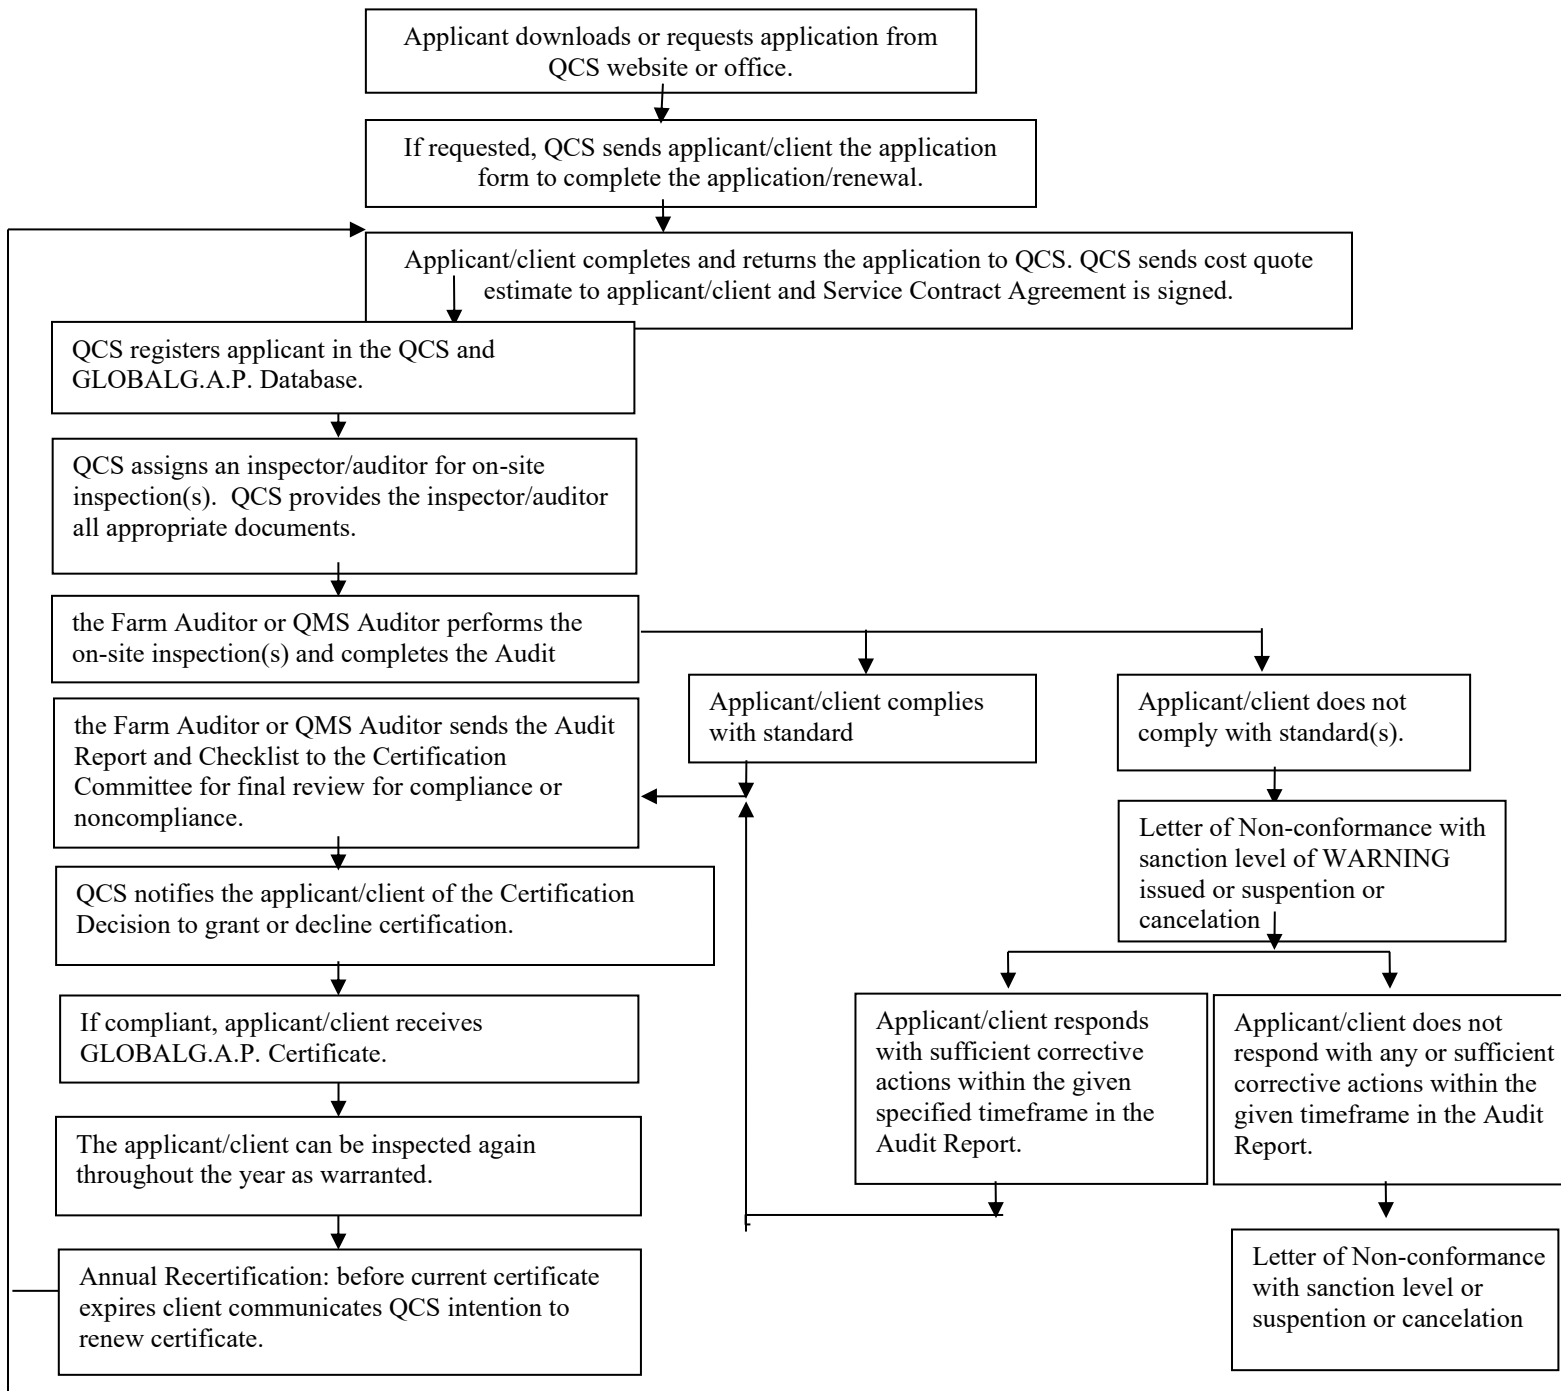 Applicant downloads or requests application from
QCS website or office.
If requested, QCS sends applicant/client the application
form to complete the application/renewal.
Applicant/client completes and returns the application to QCS. QCS sends cost quote
estimate to applicant/client and Service Contract Agreement is signed.
QCS registers applicant in the QCS and
GLOBALG.A.P. Database.
QCS assigns an inspector/auditor for on-site
inspection(s).  QCS provides the inspector/auditor
all appropriate documents.
the Farm Auditor or QMS Auditor performs the
on-site inspection(s) and completes the Audit
Applicant/client complies
with standard
Applicant/client does not
comply with standard(s).
the Farm Auditor or QMS Auditor sends the Audit
Report and Checklist to the Certification
Committee for final review for compliance or
noncompliance.
Letter of Non-conformance with
sanction level of WARNING
issued or suspention or
cancelation
QCS notifies the applicant/client of the Certification
Decision to grant or decline certification.
If compliant, applicant/client receives
GLOBALG.A.P. Certificate.
Applicant/client responds
with sufficient corrective
actions within the given
specified timeframe in the
Audit Report.
Applicant/client does not
respond with any or sufficient
corrective actions within the
given timeframe in the Audit
Report.
The applicant/client can be inspected again
throughout the year as warranted.
Annual Recertification: before current certificate
expires client communicates QCS intention to
renew certificate.
Letter of Non-conformance
with sanction level or
suspention or cancelation